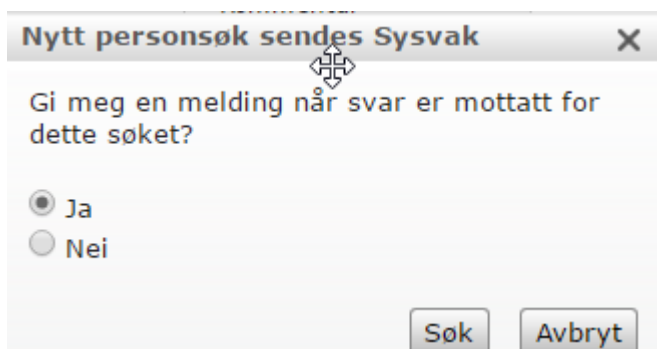 Nytt personsøk sendes Sysvak
Gi meg en melding når svar er mottatt for
dette søket?
Ja
Nei
Søk Avbryt